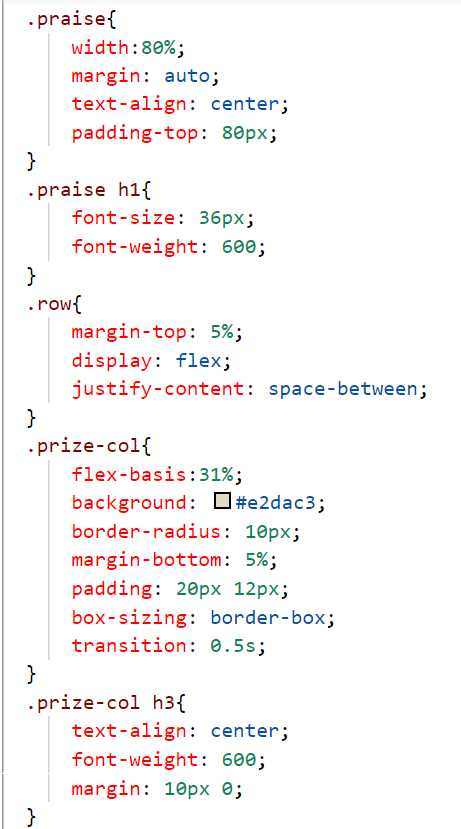 .praise{
width:80%;
margin: auto;
text-align: center;
padding-top: 80px;
}
.praise h1{
font-size: 36px;
font-weight: 600;
}
.row{
margin-top: 5%;
display: flex;
justify-content: space-between;
}
.prize-col{
flex-basis:31%;
background: #e2dac3;
border-radius: 10px;
margin-bottom: 5%;
padding: 20px 12px;
box-sizing: border-box;
transition: 0.5s;
}
.prize-col h3{
text-align: center;
font-weight: 600;
margin: 10px 0;
}